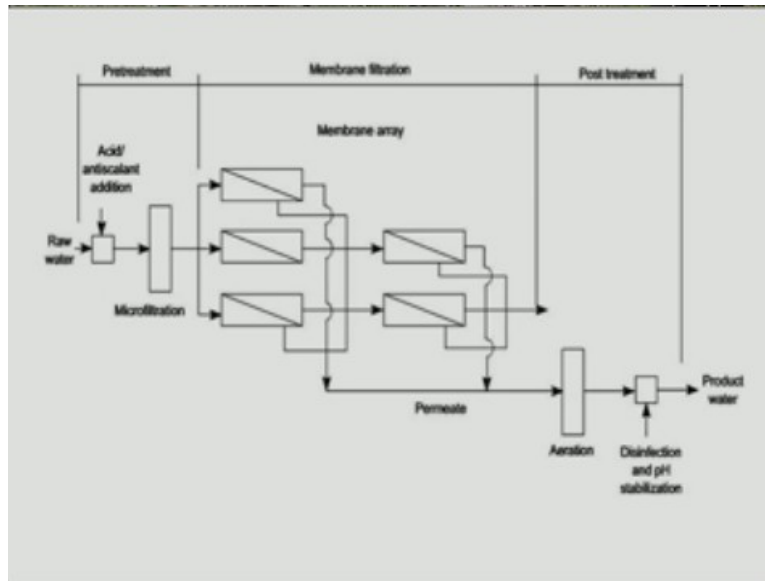 Pretreatment
Membrane filtration
Post treatment
Membrane array
Acid/
antiscalant
addition
Raw
water
Microfiltration
Permeate
Product
water
Aeration
Disinfection
and pH
stabilization